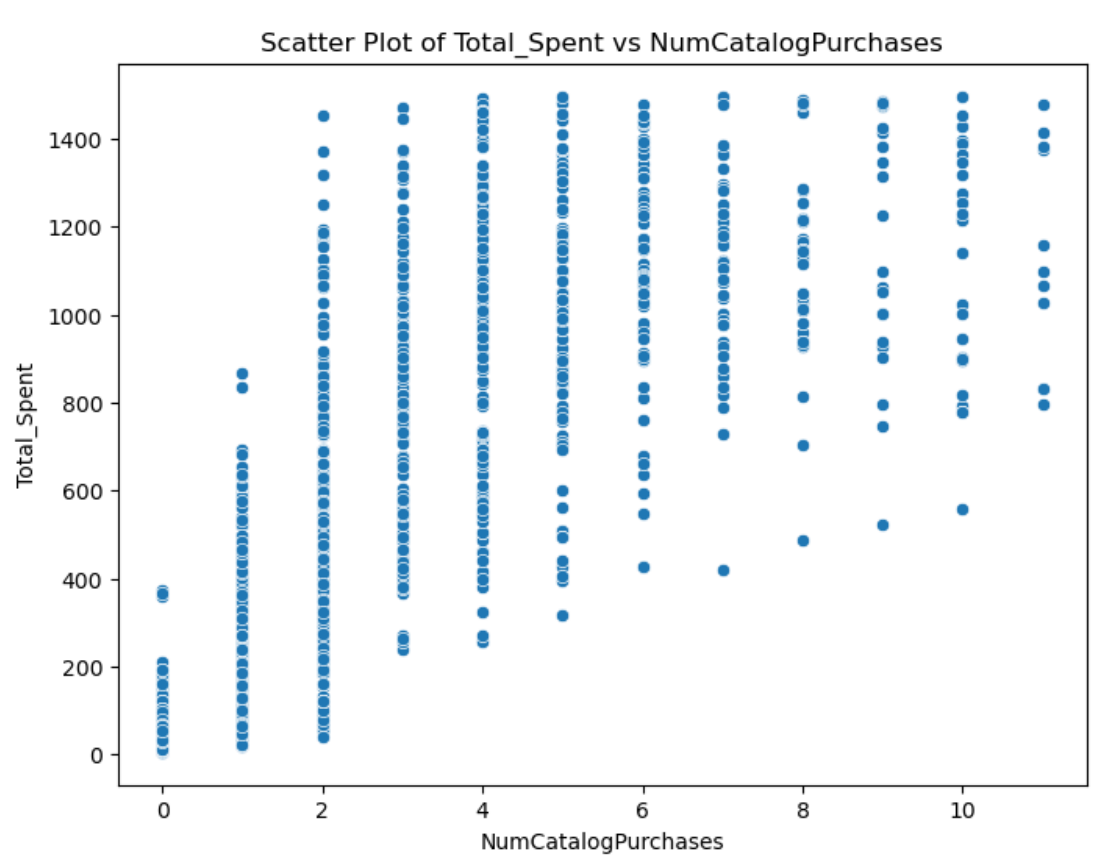 Scatter Plot of Total_Spent vs NumCatalogPurchases
1400
1200
1000
800
600
400
200
0
Total_Spent
0 2 4 6 8 10
NumCatalogPurchases